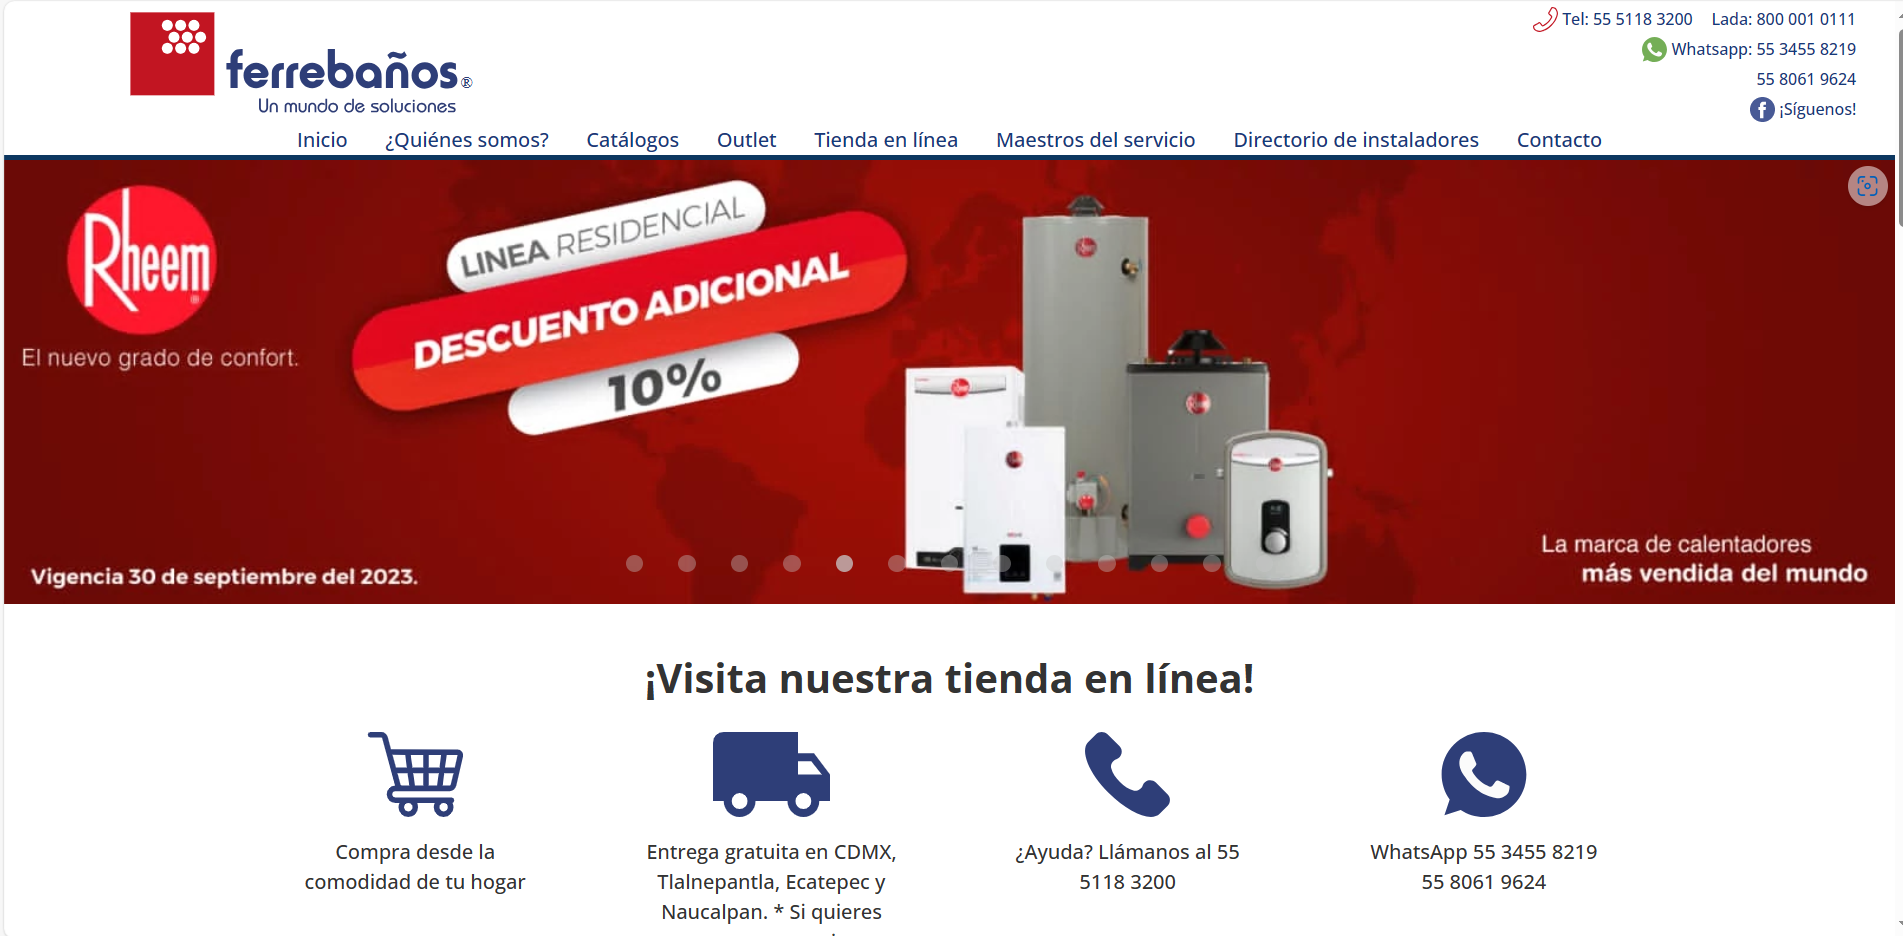 ferrebaños®
Un mundo de soluciones
Tel: 55 5118 3200 Lada: 800 001 0111
Whatsapp: 55 3455 8219
55 8061 9624
¡Síguenos!
Inicio ¿Quiénes somos? Catálogos Outlet Tienda en línea Maestros del servicio Directorio de instaladores Contacto
Rheem®
El nuevo grado de confort.
LINEA RESIDENCIAL
DESCUENTO ADICIONAL
10%
Vigencia 30 de septiembre del 2023.
La marca de calentadores
más vendida del mundo
¡Visita nuestra tienda en línea!
Compra desde la
comodidad de tu hogar
Entrega gratuita en CDMX,
Tlalnepantla, Ecatepec y
Naucalpan. * Si quieres
¿Ayuda? Llámanos al 55
5118 3200
WhatsApp 55 3455 8219
55 8061 9624